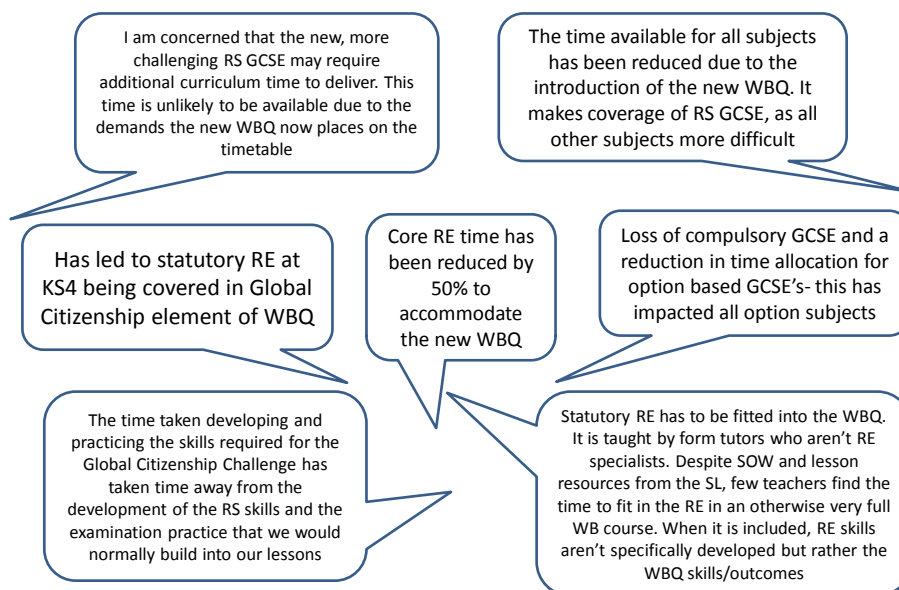 I am concerned that the new, more
challenging RS GCSE may require
additional curriculum time to deliver. This
time is unlikely to be available due to the
demands the new WBQ now places on the
timetable
The time available for all subjects
has been reduced due to the
introduction of the new WBQ. It
makes coverage of RS GCSE, as all
other subjects more difficult
Has led to statutory RE at
KS4 being covered in Global
Citizenship element of WBQ
Core RE time has
been reduced by
50% to
accommodate
the new WBQ
Loss of compulsory GCSE and a
reduction in time allocation for
option based GCSE's- this has
impacted all option subjects
The time taken developing and
practicing the skills required for the
Global Citizenship Challenge has
taken time away from the
development of the RS skills and the
examination practice that we would
normally build into our lessons
Statutory RE has to be fitted into the WBQ.
It is taught by form tutors who aren't RE
specialists. Despite SOW and lesson
resources from the SL, few teachers find the
time to fit in the RE in an otherwise very full
WB course. When it is included, RE skills
aren't specifically developed but rather the
WBQ skills/outcomes